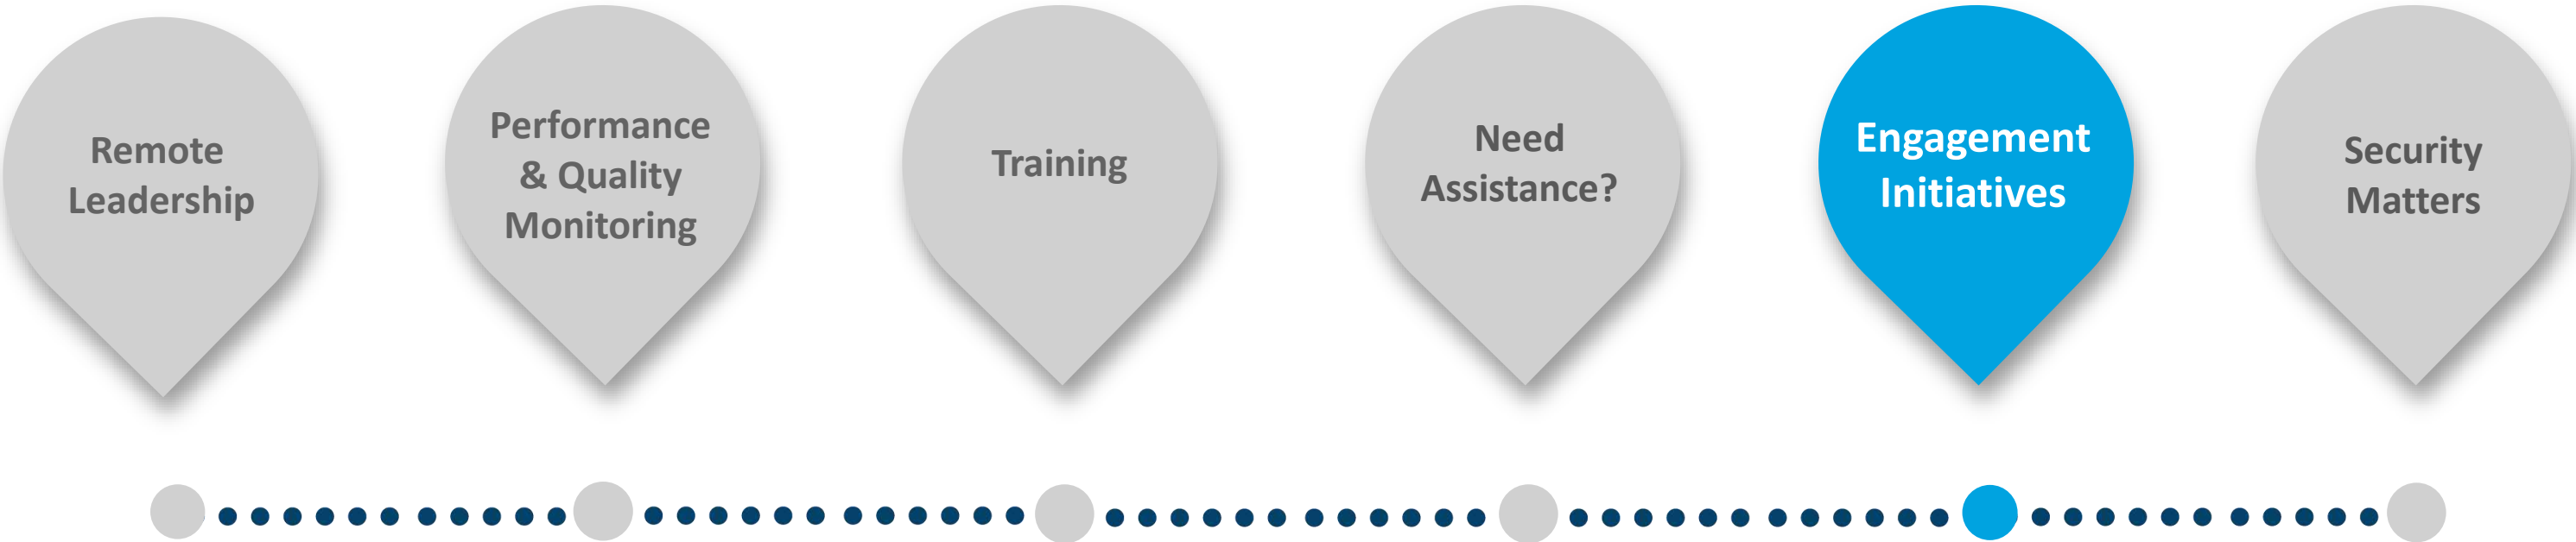 Remote
Leadership
Performance
& Quality
Monitoring
Training
Need
Assistance?
Engagement
Initiatives
Security
Matters